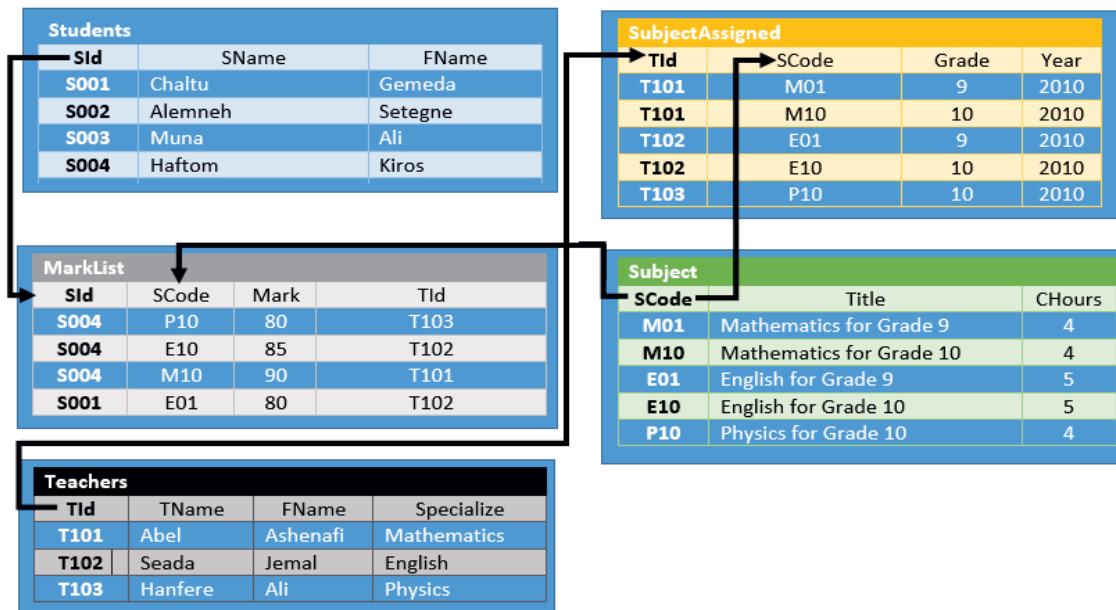 Students
SId SName FName
S001 Chaltu Gemeda
S002 Alemneh Setegne
S003 Muna Ali
S004 Haftom Kiros
SubjectAssigned
TId SCode Grade Year
T101 M01 9 2010
T101 M10 10 2010
T102 E01 9 2010
T102 E10 10 2010
T103 P10 10 2010
MarkList
SId SCode Mark TId
S004 P10 80 T103
S004 E10 85 T102
S004 M10 90 T101
S001 E01 80 T102
Subject
SCode Title CHours
M01 Mathematics for Grade 9 4
M10 Mathematics for Grade 10 4
E01 English for Grade 9 5
E10 English for Grade 10 5
P10 Physics for Grade 10 4
Teachers
TId TName FName Specialize
T101 Abel Ashenafi Mathematics
T102 Seada Jemal English
T103 Hanfere Ali Physics